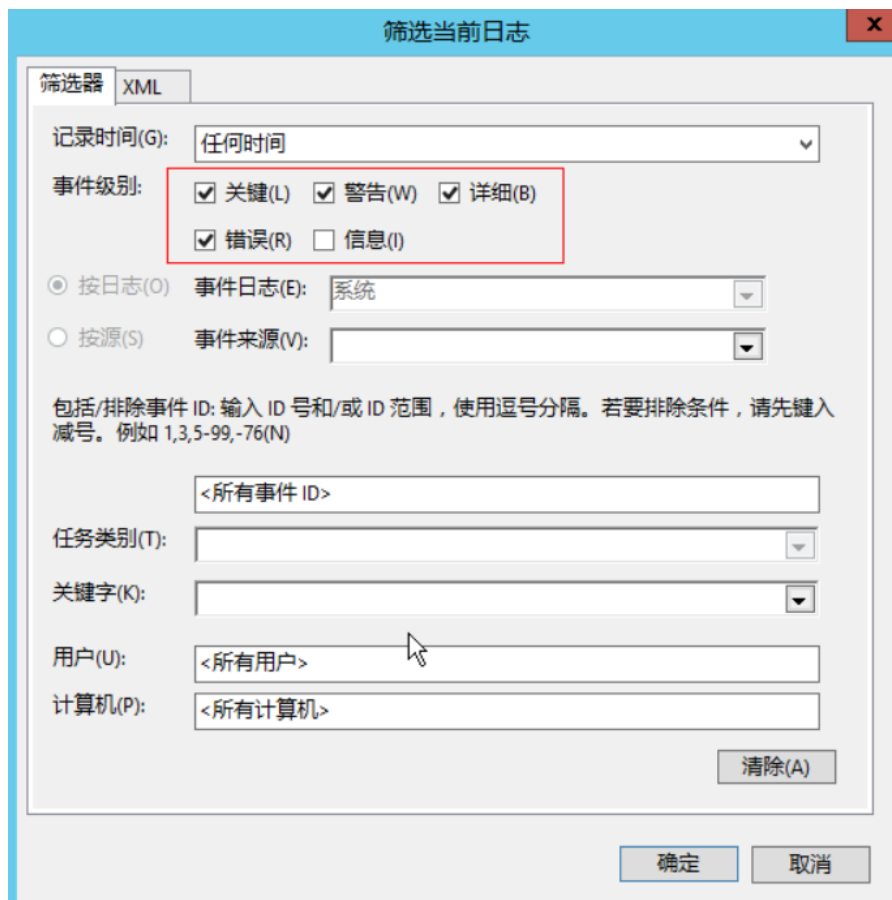 筛选当前日志
x
筛选器 XML
记录时间(G): 任何时间
事件级别: 关键(L) 警告(W) 详细(B)
错误(R) 信息(I)
按日志(O) 事件日志(E): 系统
按源(S) 事件来源(V):
包括/排除事件 ID: 输入 ID 号和/或 ID 范围，使用逗号分隔。若要排除条件，请先键入
减号。例如 1,3,5-99,-76(N)
<所有事件 ID>
任务类别(T):
关键字(K):
用户(U): <所有用户>
计算机(P): <所有计算机>
清除(A)
确定 取消